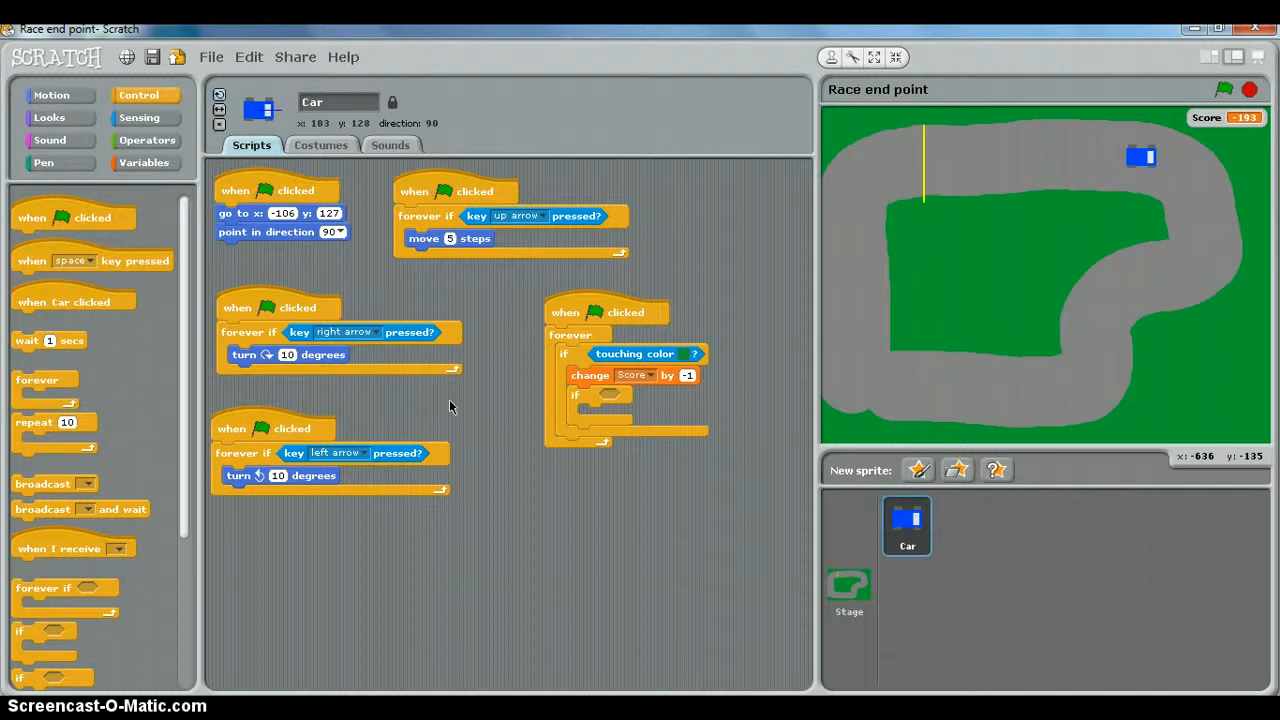 Race end point- Scratch
SCRATCH File Edit Share Help
Motion Control
Looks Sensing
Sound Operators
Pen Variables
when clicked
when space key pressed
when Car clicked
wait 1 secs
forever
repeat 10
broadcast
broadcast and wait
when I receive
forever if
if
if
Car
x: 103 y: 128 direction: 90
Scripts Costumes Sounds
when clicked
go to x: -106 y: 127
point in direction 90
when clicked
forever if key up arrow pressed?
move 5 steps
when clicked
forever if key right arrow pressed?
turn 10 degrees
when clicked
forever if key left arrow pressed?
turn 10 degrees
when clicked
forever
if touching color ?
change Score by -1
if
Race end point
Score -193
x: -636 y: -135
New sprite:
Car
Stage
Screencast-O-Matic.com